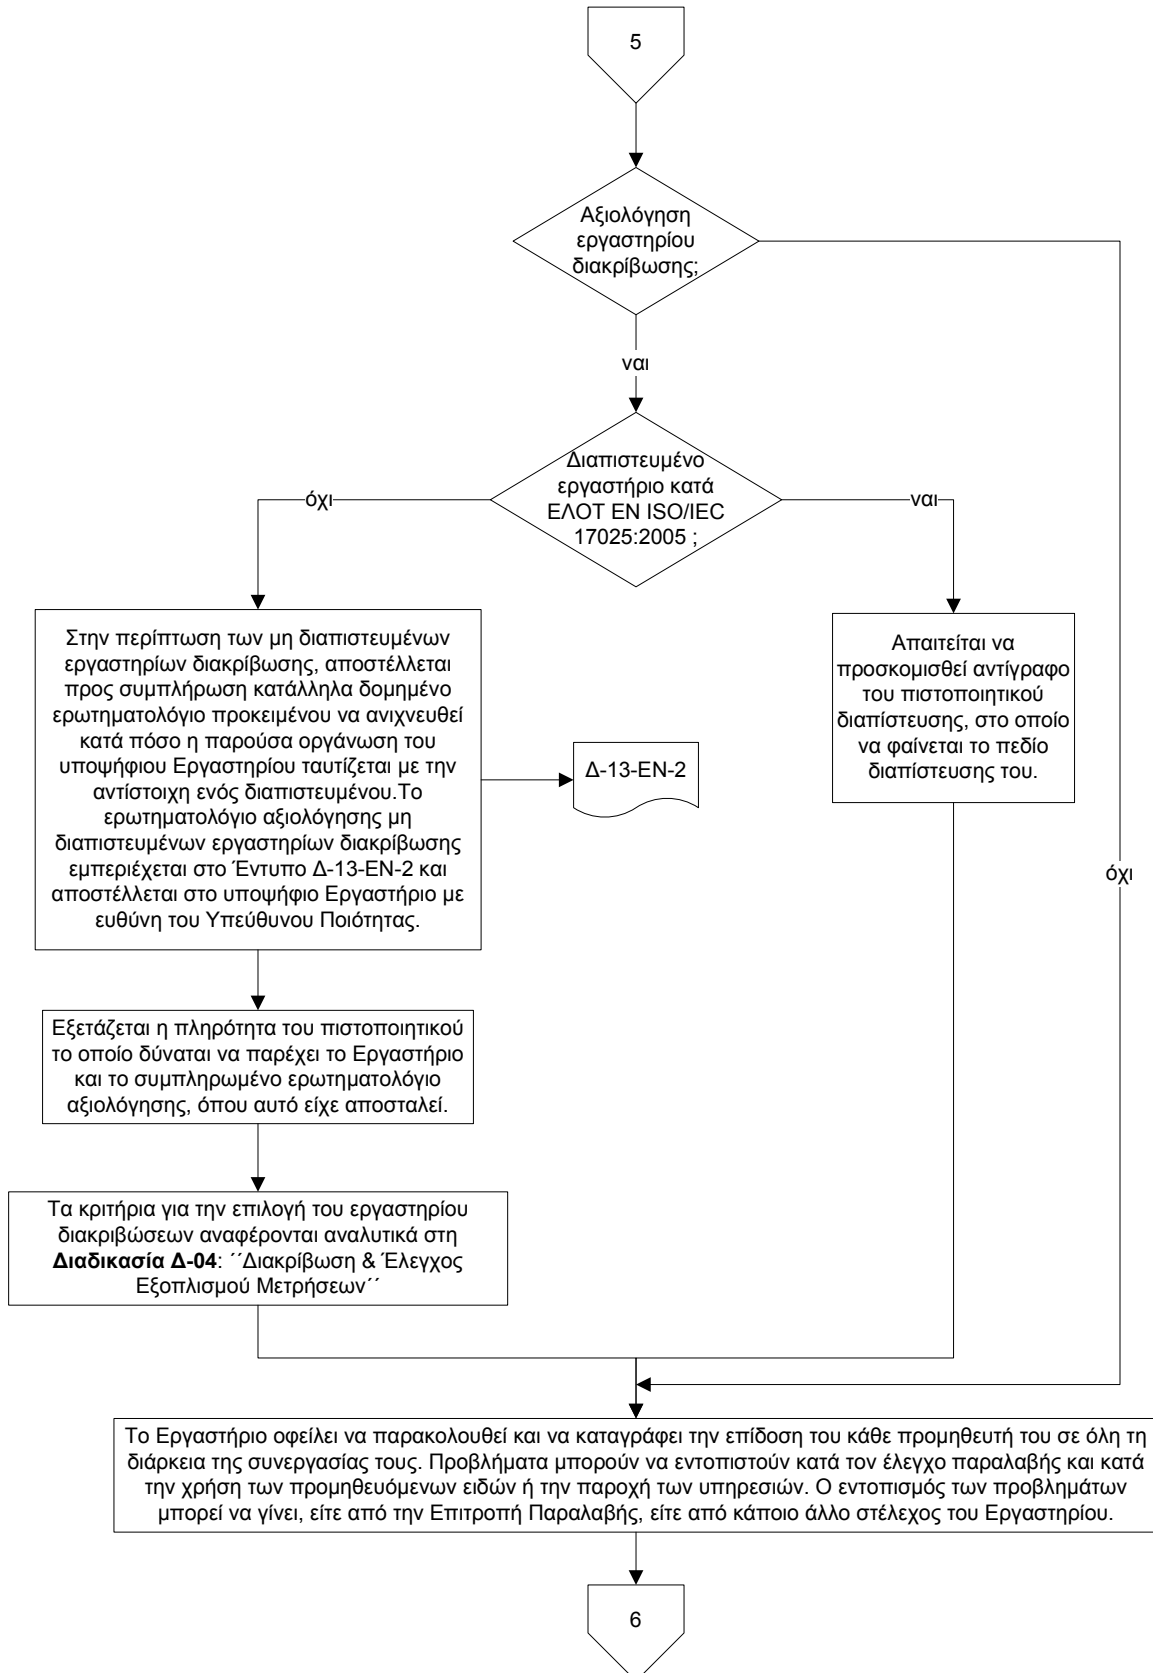 5
Αξιολόγηση
εργαστηρίου
διακρίβωσης;
ναι
Διαπιστευμένο
εργαστήριο κατά
ΕΛΟΤ EN ISO/IEC
17025:2005 ;
όχι
ναι
Στην περίπτωση των μη διαπιστευμένων
εργαστηρίων διακρίβωσης, αποστέλλεται
προς συμπλήρωση κατάλληλα δομημένο
ερωτηματολόγιο προκειμένου να ανιχνευθεί
κατά πόσο η παρούσα οργάνωση του
υποψήφιου Εργαστηρίου ταυτίζεται με την
αντίστοιχη ενός διαπιστευμένου.Το
ερωτηματολόγιο αξιολόγησης μη
διαπιστευμένων εργαστηρίων διακρίβωσης
εμπεριέχεται στο Έντυπο Δ-13-ΕΝ-2 και
αποστέλλεται στο υποψήφιο Εργαστήριο με
ευθύνη του Υπεύθυνου Ποιότητας.
Δ-13-ΕΝ-2
Απαιτείται να
προσκομισθεί αντίγραφο
του πιστοποιητικού
διαπίστευσης, στο οποίο
να φαίνεται το πεδίο
διαπίστευσης του.
όχι
Εξετάζεται η πληρότητα του πιστοποιητικού
το οποίο δύναται να παρέχει το Εργαστήριο
και το συμπληρωμένο ερωτηματολόγιο
αξιολόγησης, όπου αυτό είχε αποσταλεί.
Τα κριτήρια για την επιλογή του εργαστηρίου
διακριβώσεων αναφέρονται αναλυτικά στη
Διαδικασία Δ-04: ΄΄Διακρίβωση & Έλεγχος
Εξοπλισμού Μετρήσεων΄΄
Το Εργαστήριο οφείλει να παρακολουθεί και να καταγράφει την επίδοση του κάθε προμηθευτή του σε όλη τη
διάρκεια της συνεργασίας τους. Προβλήματα μπορούν να εντοπιστούν κατά τον έλεγχο παραλαβής και κατά
την χρήση των προμηθευόμενων ειδών ή την παροχή των υπηρεσιών. Ο εντοπισμός των προβλημάτων
μπορεί να γίνει, είτε από την Επιτροπή Παραλαβής, είτε από κάποιο άλλο στέλεχος του Εργαστηρίου.
6